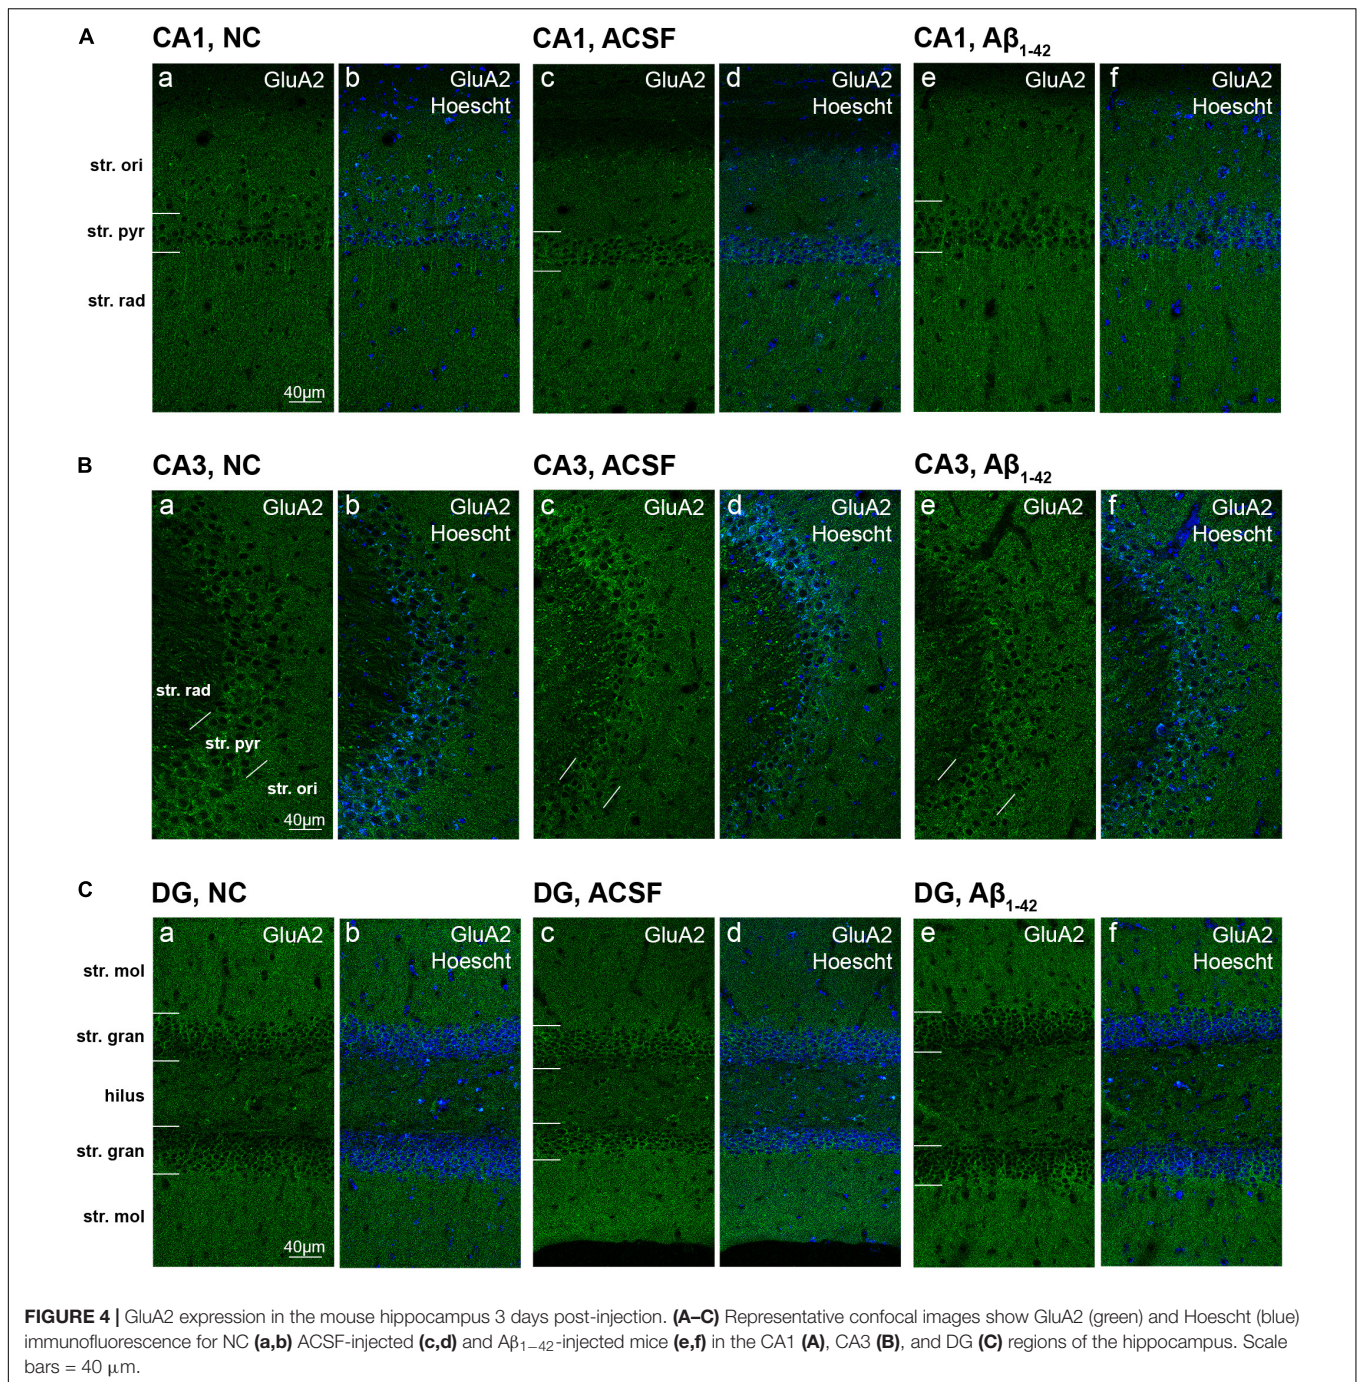 A
CA1, NC
CA1, ACSF
CA1, Aβ1-42
a GluA2
b GluA2
Hoescht
c GluA2
d GluA2
Hoescht
e GluA2
f GluA2
Hoescht
str. ori
str. pyr
str. rad
40µm
B
CA3, NC
CA3, ACSF
CA3, Aβ1-42
a GluA2
b GluA2
Hoescht
c GluA2
d GluA2
Hoescht
e GluA2
f GluA2
Hoescht
str. rad
str. pyr
str. ori
40µm
C
DG, NC
DG, ACSF
DG, Aβ1-42
a GluA2
b GluA2
Hoescht
c GluA2
d GluA2
Hoescht
e GluA2
f GluA2
Hoescht
str. mol
str. gran
hilus
str. gran
str. mol
40µm
FIGURE 4 | GluA2 expression in the mouse hippocampus 3 days post-injection. (A–C) Representative confocal images show GluA2 (green) and Hoescht (blue)
immunofluorescence for NC (a,b) ACSF-injected (c,d) and Aβ1−42-injected mice (e,f) in the CA1 (A), CA3 (B), and DG (C) regions of the hippocampus. Scale
bars = 40 µm.